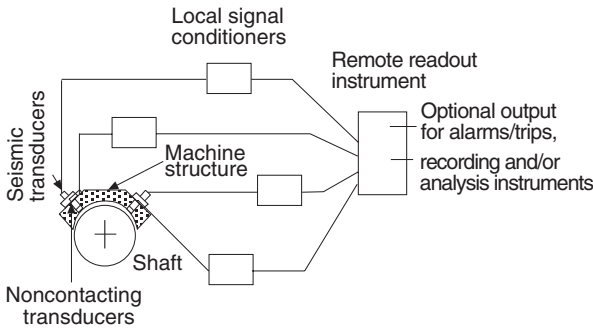 Local signal
conditioners
Remote readout
instrument
Optional output
for alarms/trips,
recording and/or
analysis instruments
Seismic
transducers
Machine
structure
Shaft
Noncontacting
transducers